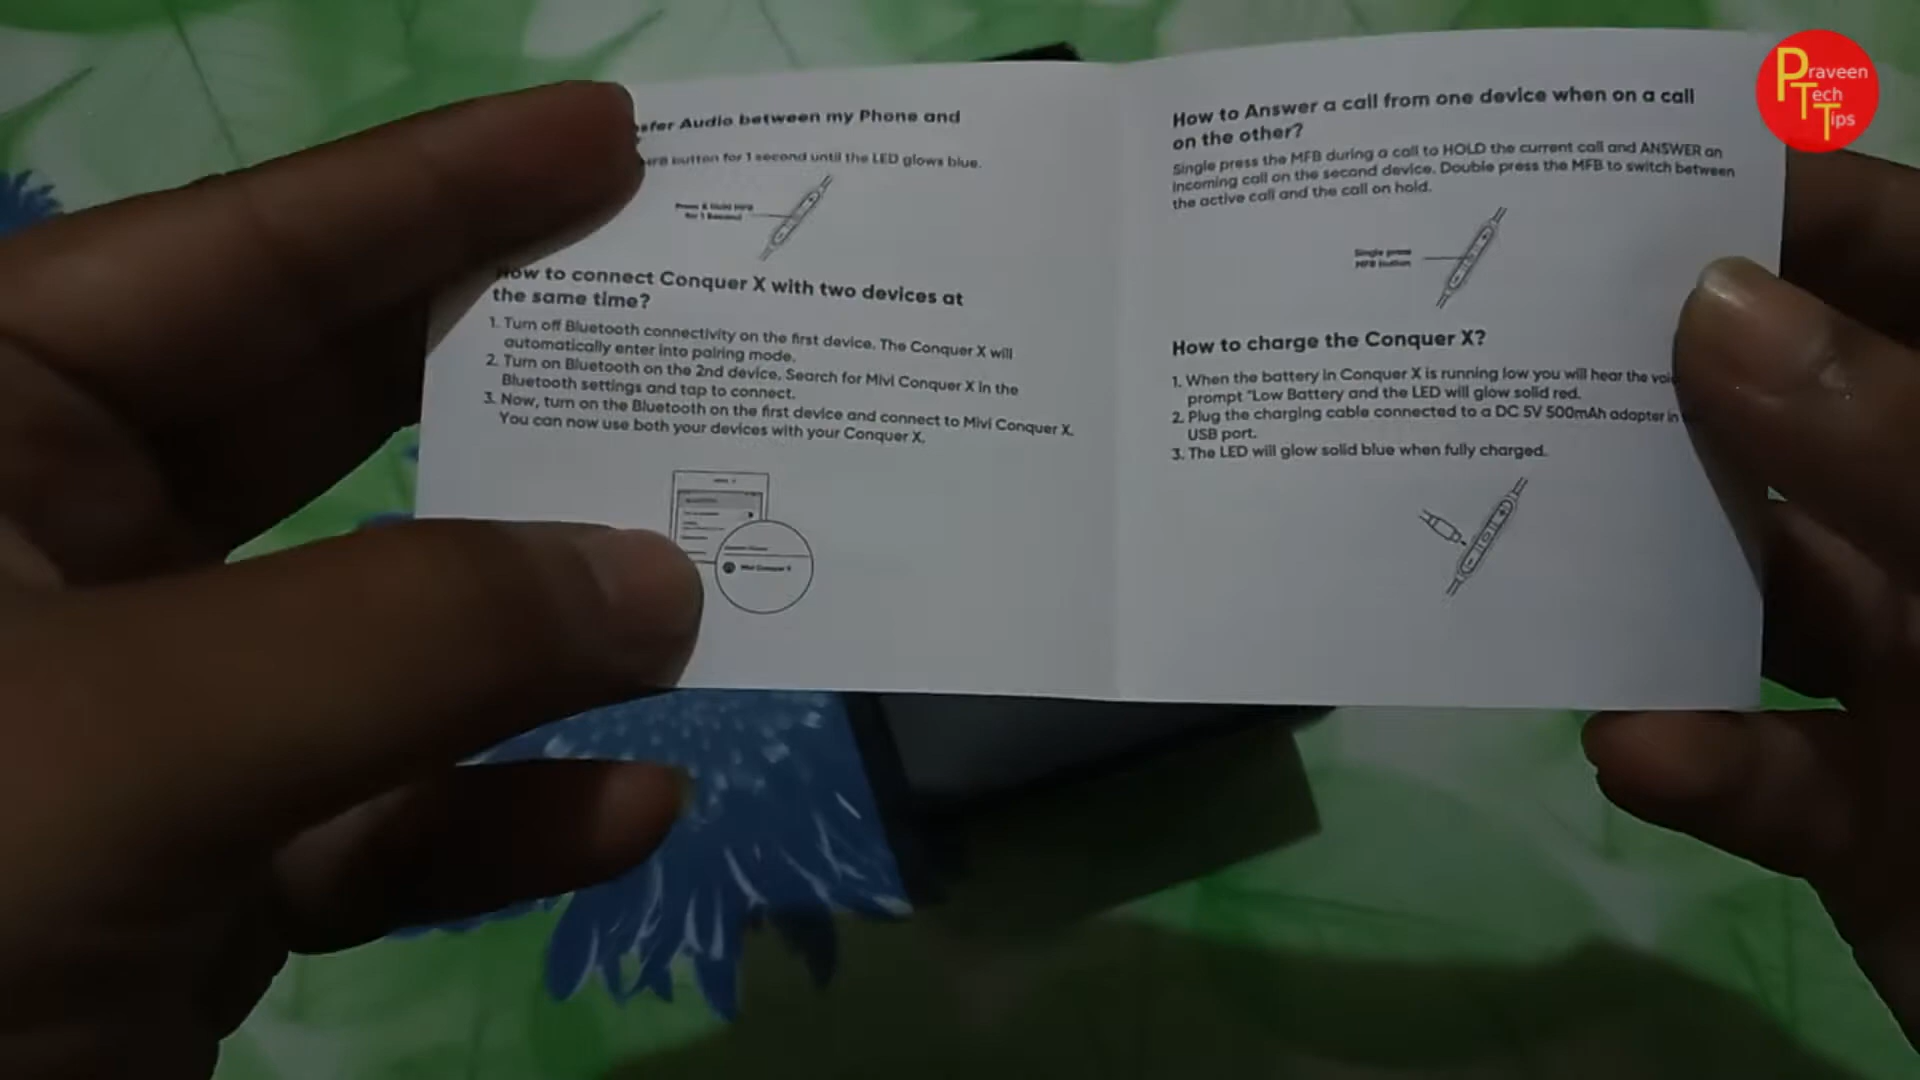 Audio between my Phone and
button for 1 second until the LED glows blue.
Press & Hold MFB
for 1 Second
How to connect Conquer X with two devices at
the same time?
1. Turn off Bluetooth connectivity on the first device. The Conquer X will
automatically enter into pairing mode.
2. Turn on Bluetooth on the 2nd device. Search for Mivi Conquer X in the
Bluetooth settings and tap to connect.
3. Now, turn on the Bluetooth on the first device and connect to Mivi Conquer X.
You can now use both your devices with your Conquer X.
Mivi Conquer X
How to Answer a call from one device when on a call
on the other?
Single press the MFB during a call to HOLD the current call and ANSWER an
incoming call on the second device. Double press the MFB to switch between
the active call and the call on hold.
Single press
MFB button
How to charge the Conquer X?
1. When the battery in Conquer X is running low you will hear the
prompt "Low Battery and the LED will glow solid red.
2. Plug the charging cable connected to a DC 5V 500mAh adapter in
USB port.
3. The LED will glow solid blue when fully charged.
Praveen
Tech
Tips